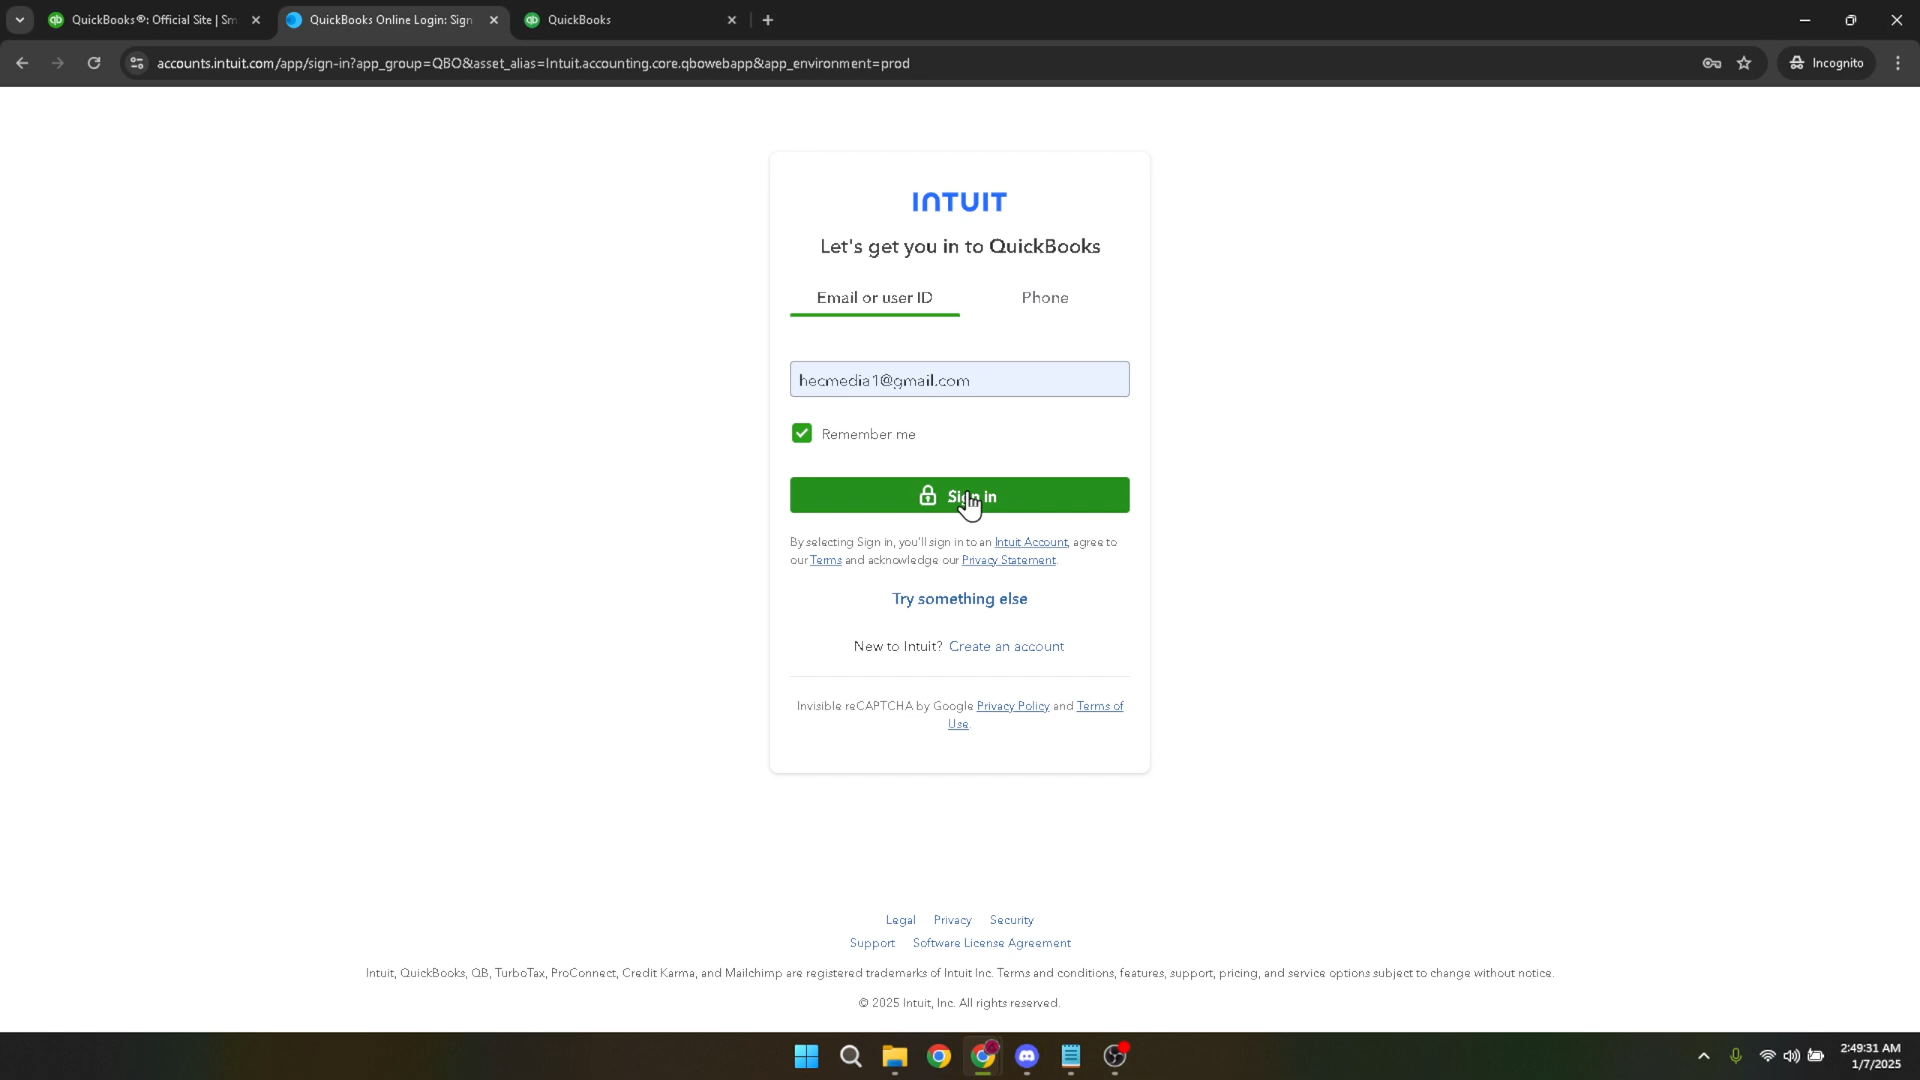 QuickBooks®: Official Site | Sm
QuickBooks Online Login: Sign
QuickBooks
accounts.intuit.com/app/sign-in?app_group=QBO&asset_alias=Intuit.accounting.core.qbowebapp&app_environment=prod
Incognito
INTUIT
Let's get you in to QuickBooks
Email or user ID
Phone
hecmedia1@gmail.com
Remember me
Sign in
By selecting Sign in, you'll sign in to an Intuit Account, agree to
our Terms and acknowledge our Privacy Statement.
Try something else
New to Intuit? Create an account
Invisible reCAPTCHA by Google Privacy Policy and Terms of
Use.
Legal Privacy Security
Support Software License Agreement
Intuit, QuickBooks, QB, TurboTax, ProConnect, Credit Karma, and Mailchimp are registered trademarks of Intuit Inc. Terms and conditions, features, support, pricing, and service options subject to change without notice.
© 2025 Intuit, Inc. All rights reserved.
2:49:31 AM
1/7/2025